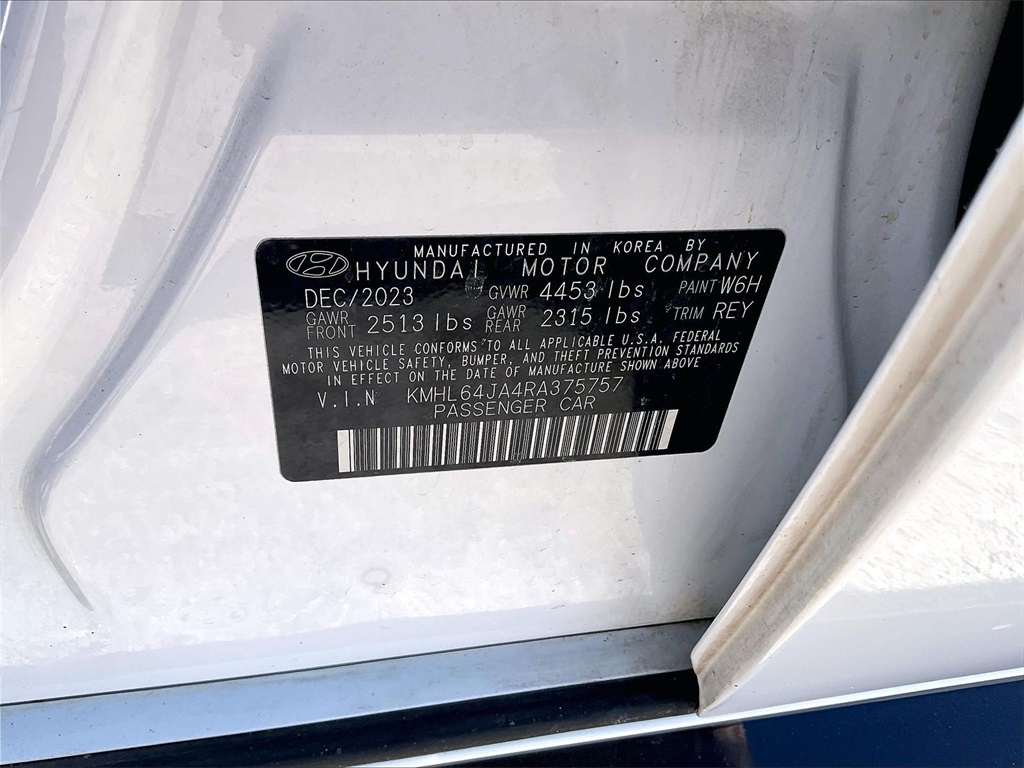 MANUFACTURED IN KOREA BY
HYUNDAI MOTOR COMPANY
DEC/2023 GVWR 4453 lbs PAINT W6H
GAWR FRONT 2513 lbs GAWR REAR 2315 lbs TRIM REY
THIS VEHICLE CONFORMS TO ALL APPLICABLE U.S.A. FEDERAL
MOTOR VEHICLE SAFETY, BUMPER, AND THEFT PREVENTION STANDARDS
IN EFFECT ON THE DATE OF MANUFACTURE SHOWN ABOVE
V.I.N KMHL64JA4RA375757
PASSENGER CAR